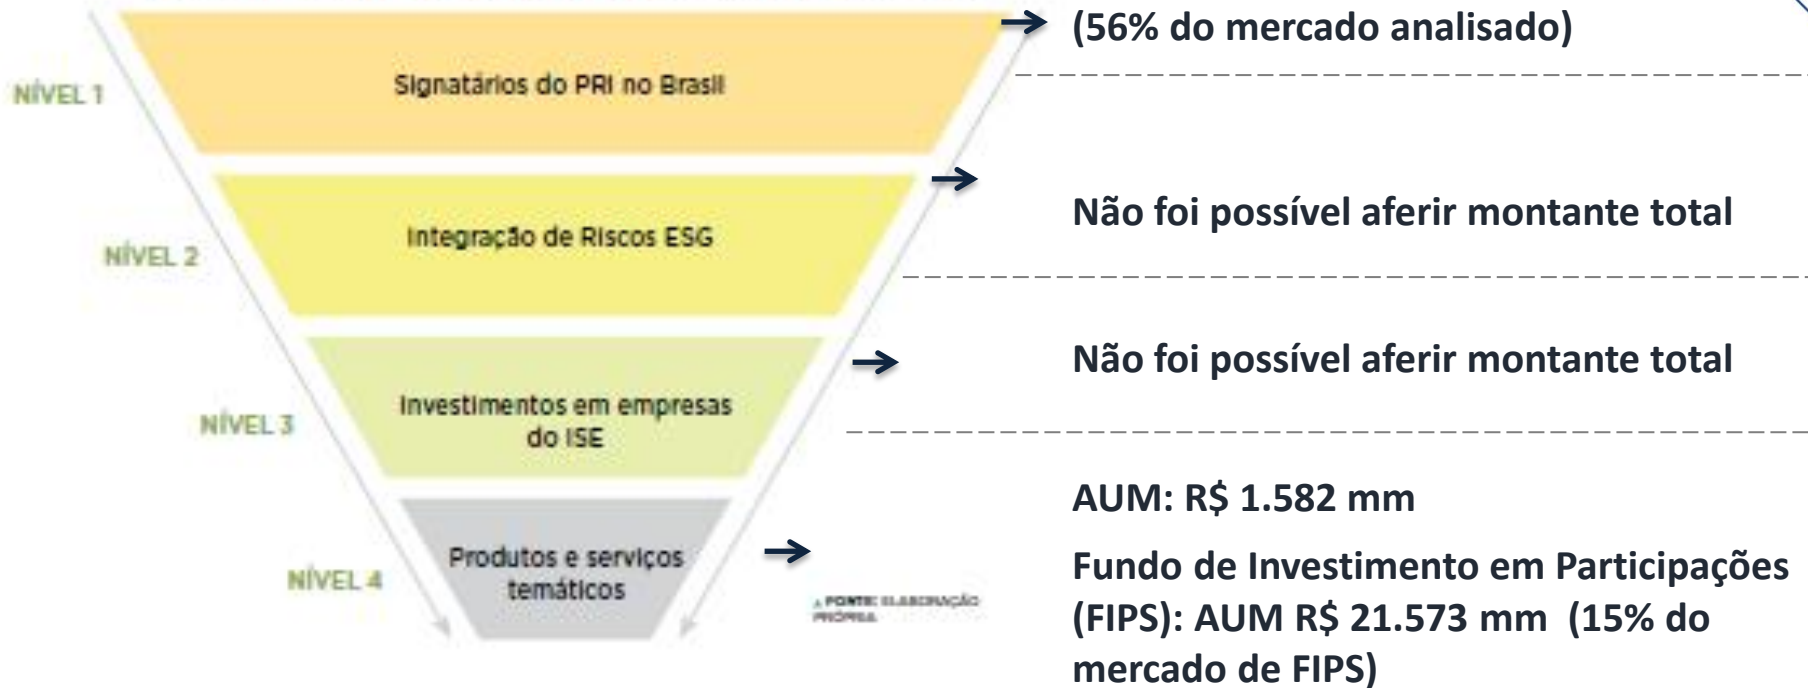 (56% do mercado analisado)
NÍVEL 1
Signatários do PRI no Brasil
NÍVEL 2
Integração de Riscos ESG
Não foi possível aferir montante total
NÍVEL 3
Investimentos em empresas
do ISE
Não foi possível aferir montante total
NÍVEL 4
Produtos e serviços
temáticos
FONTE: ELABORAÇÃO
PRÓPRIA.
AUM: R$ 1.582 mm
Fundo de Investimento em Participações
(FIPS): AUM R$ 21.573 mm (15% do
mercado de FIPS)